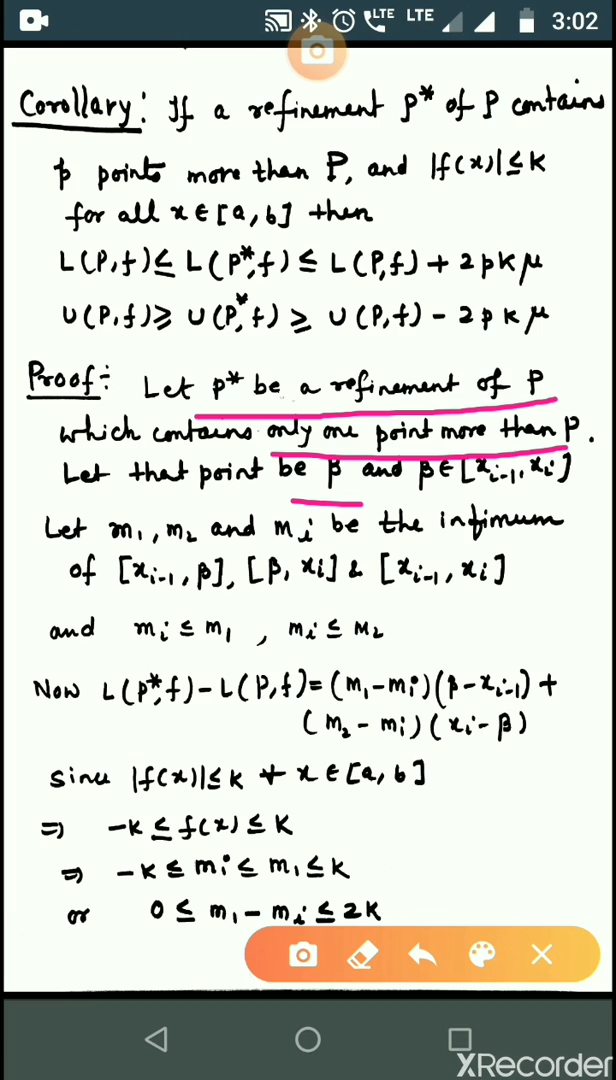 LTE LTE 3:02
Corollary: If a refinement P* of P contains
p points more than P, and |f(x)| ≤ K
for all x ∈ [a, b] then
L(P,f) ≤ L(P*,f) ≤ L(P,f) + 2pKμ
U(P,f) ≥ U(P*,f) ≥ U(P,f) - 2pKμ
Proof:- Let P* be a refinement of P
which contains only one point more than P.
Let that point be β and β ∈ [xi-1, xi]
Let m1, m2 and mi be the infimum
of [xi-1, β], [β, xi] & [xi-1, xi]
and mi ≤ m1 , mi ≤ m2
Now L(P*,f) - L(P,f) = (m1-mi)(β-xi-1) +
(m2-mi)(xi-β)
Since |f(x)| ≤ K ∀ x ∈ [a, b]
⇒ -K ≤ f(x) ≤ K
⇒ -K ≤ mi ≤ m1 ≤ K
or 0 ≤ m1 - mi ≤ 2K
XRecorder